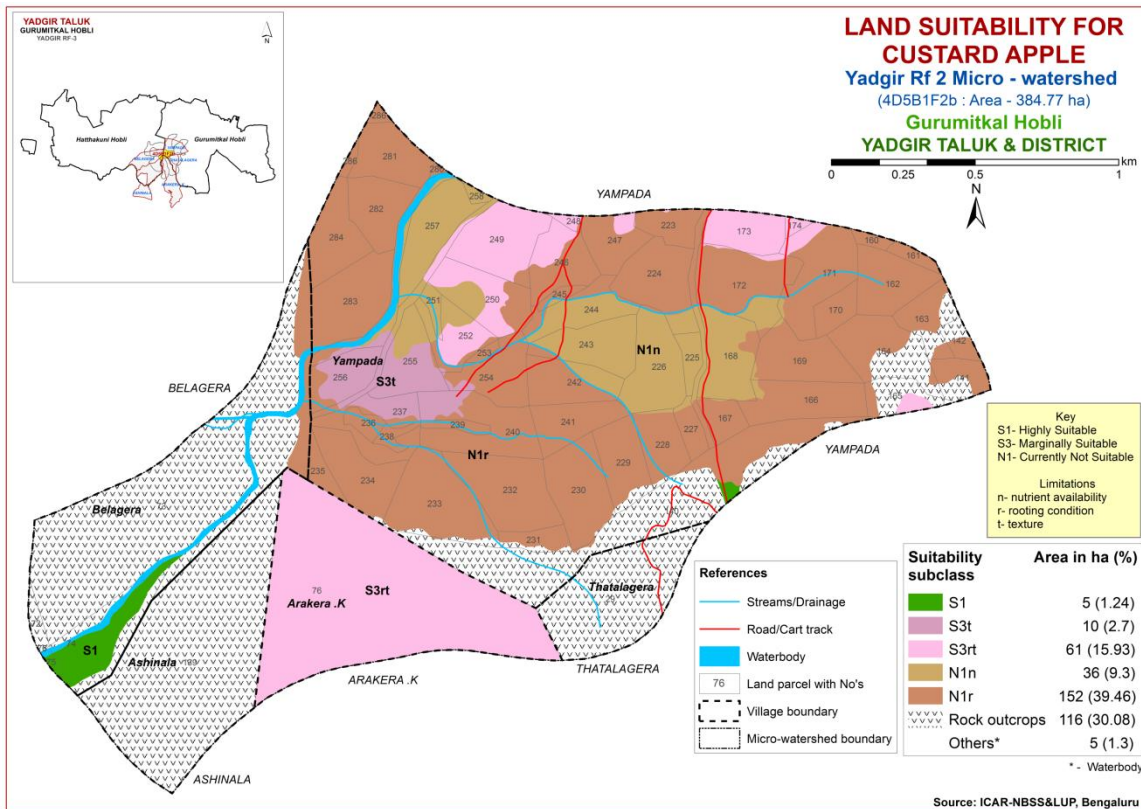 YADGIR TALUK
GURUMITKAL HOBLI
YADGIR RF-3
N
Hatthakuni Hobli
Gurumitkal Hobli
LAND SUITABILITY FOR
CUSTARD APPLE
Yadgir Rf 2 Micro - watershed
(4D5B1F2b : Area - 384.77 ha)
Gurumitkal Hobli
YADGIR TALUK & DISTRICT
km
0 0.25 0.5 1
N
YAMPADA
286
281
286
282
284
283
257
258
249
248
247
223
173
174
160
161
224
172
171
162
170
163
250
251
252
245
244
243
N1n
225
226
168
169
164
142
166
167
255
Yampada
256
S3t
253
254
242
237
236
238
239
240
241
N1r
227
228
229
230
232
233
234
235
231
BELAGERA
YAMPADA
Belagera
73
S1
Ashinala
76
S3rt
Arakera .K
Thatalagera
THATALAGERA
ARAKERA .K
ASHINALA
Key
S1- Highly Suitable
S3- Marginally Suitable
N1- Currently Not Suitable
Limitations
n- nutrient availability
r- rooting condition
t- texture
References
Streams/Drainage
Road/Cart track
Waterbody
76 Land parcel with No's
Village boundary
Micro-watershed boundary
Suitability subclass Area in ha (%)
S1 5 (1.24)
S3t 10 (2.7)
S3rt 61 (15.93)
N1n 36 (9.3)
N1r 152 (39.46)
Rock outcrops 116 (30.08)
Others* 5 (1.3)
* - Waterbody
Source: ICAR-NBSS&LUP, Bengaluru